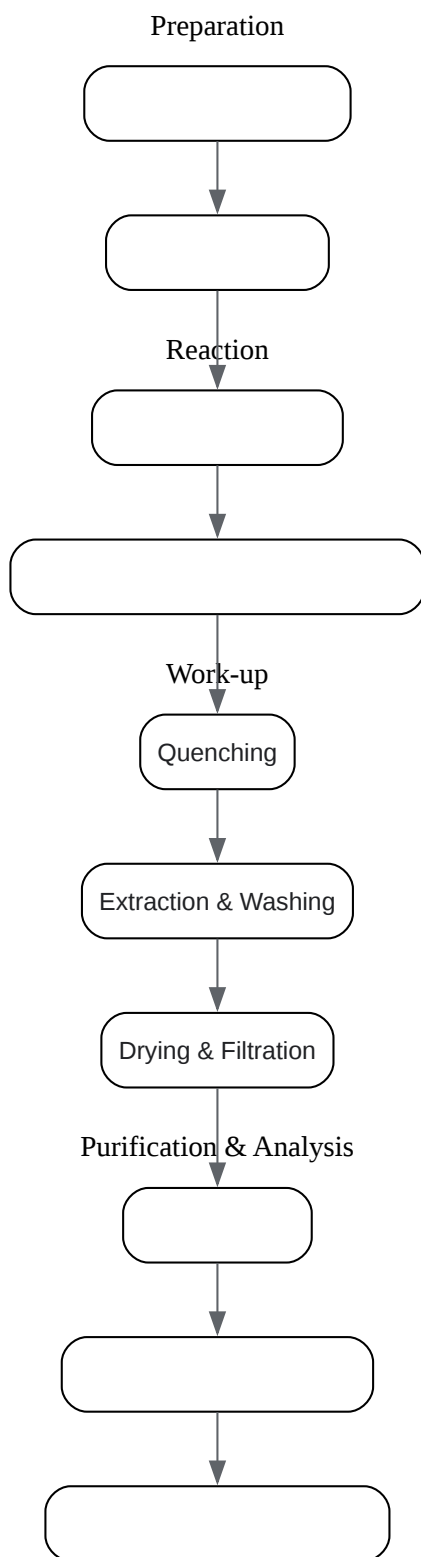 Preparation
Reaction
Work-up
Quenching
Extraction & Washing
Drying & Filtration
Purification & Analysis